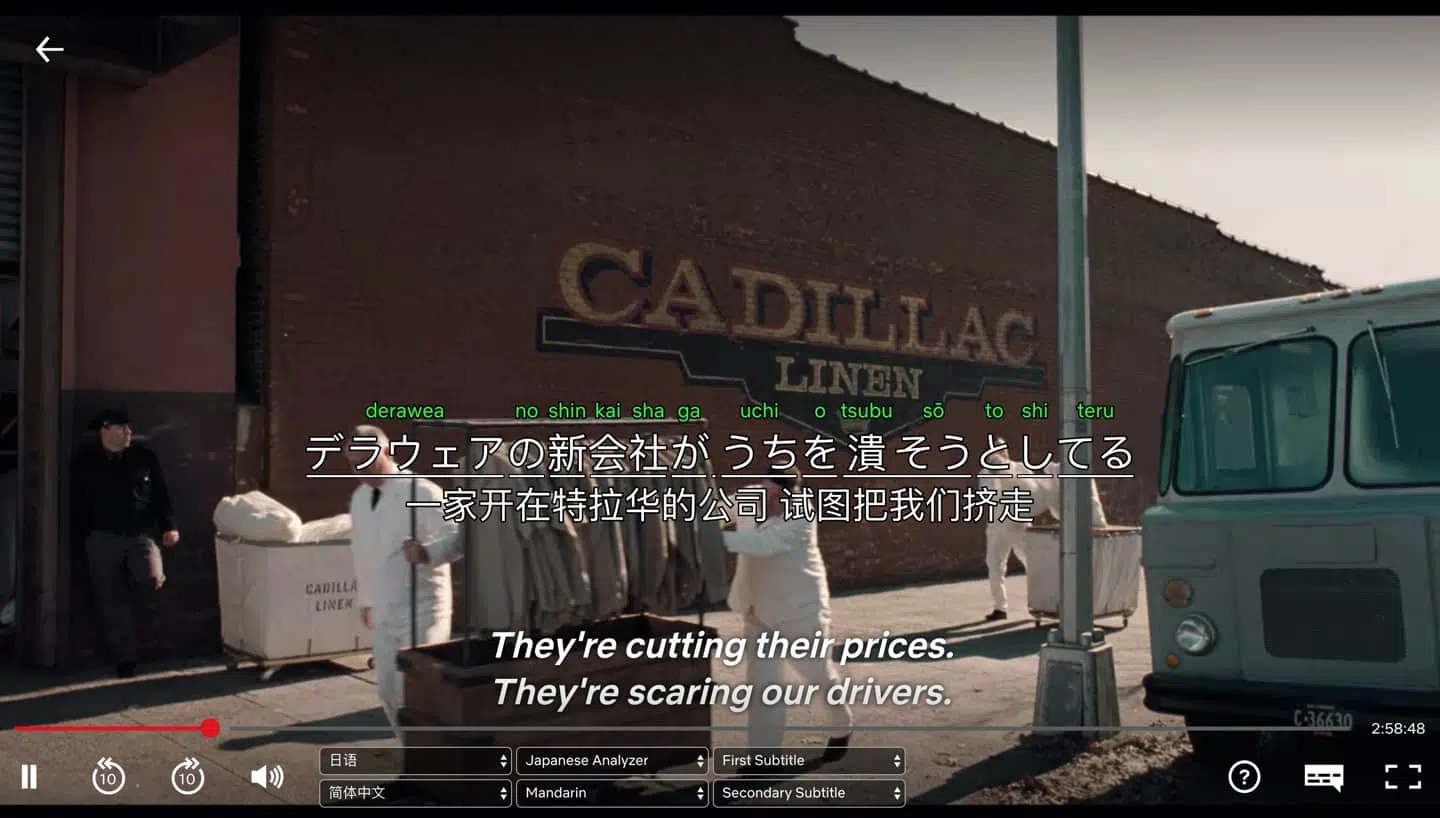 CADILLAC
LINEN
derawea no shin kai sha ga uchi o tsubu sō to shi teru
デラウェアの新会社が うちを 潰 そうとしてる
一家开在特拉华的公司 试图把我们挤走
CADILLA
LINEN
They're cutting their prices.
They're scaring our drivers.
C-36630
2:58:48
10
10
日语
Japanese Analyzer
First Subtitle
简体中文
Mandarin
Secondary Subtitle
?